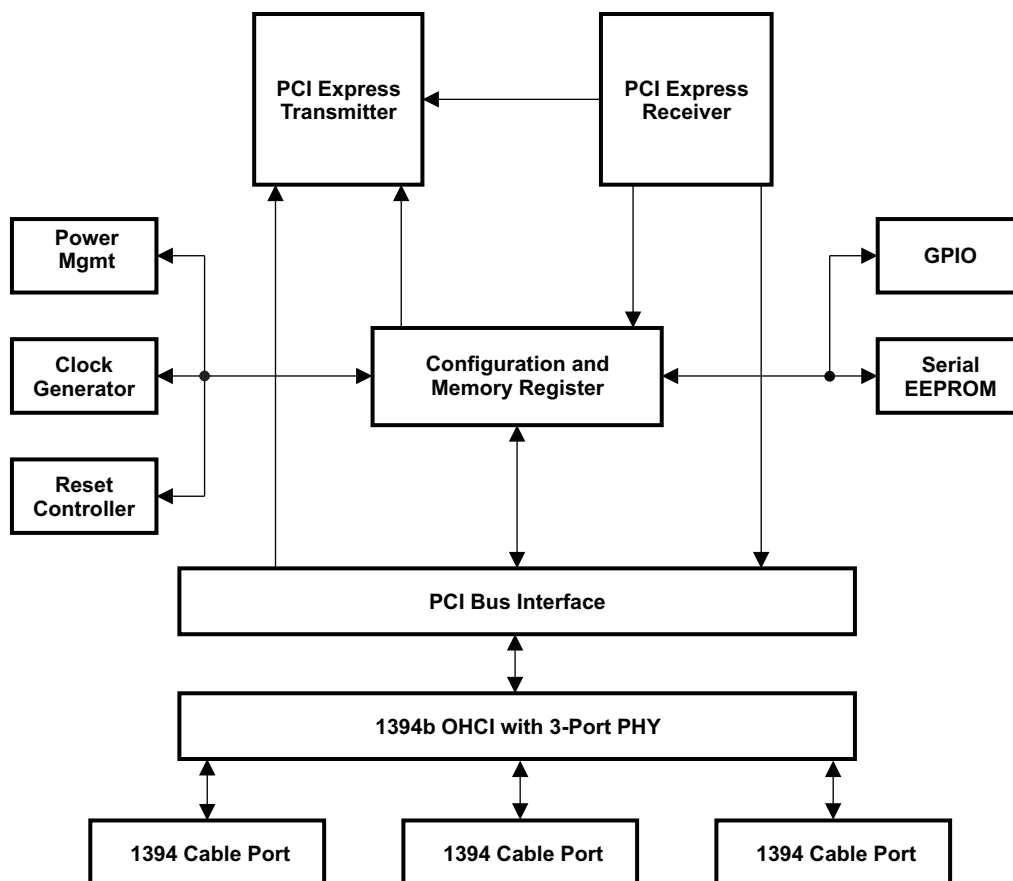 PCI Express
Transmitter
PCI Express
Receiver
Power
Mgmt
GPIO
Clock
Generator
Configuration and
Memory Register
Serial
EEPROM
Reset
Controller
PCI Bus Interface
1394b OHCI with 3-Port PHY
1394 Cable Port
1394 Cable Port
1394 Cable Port